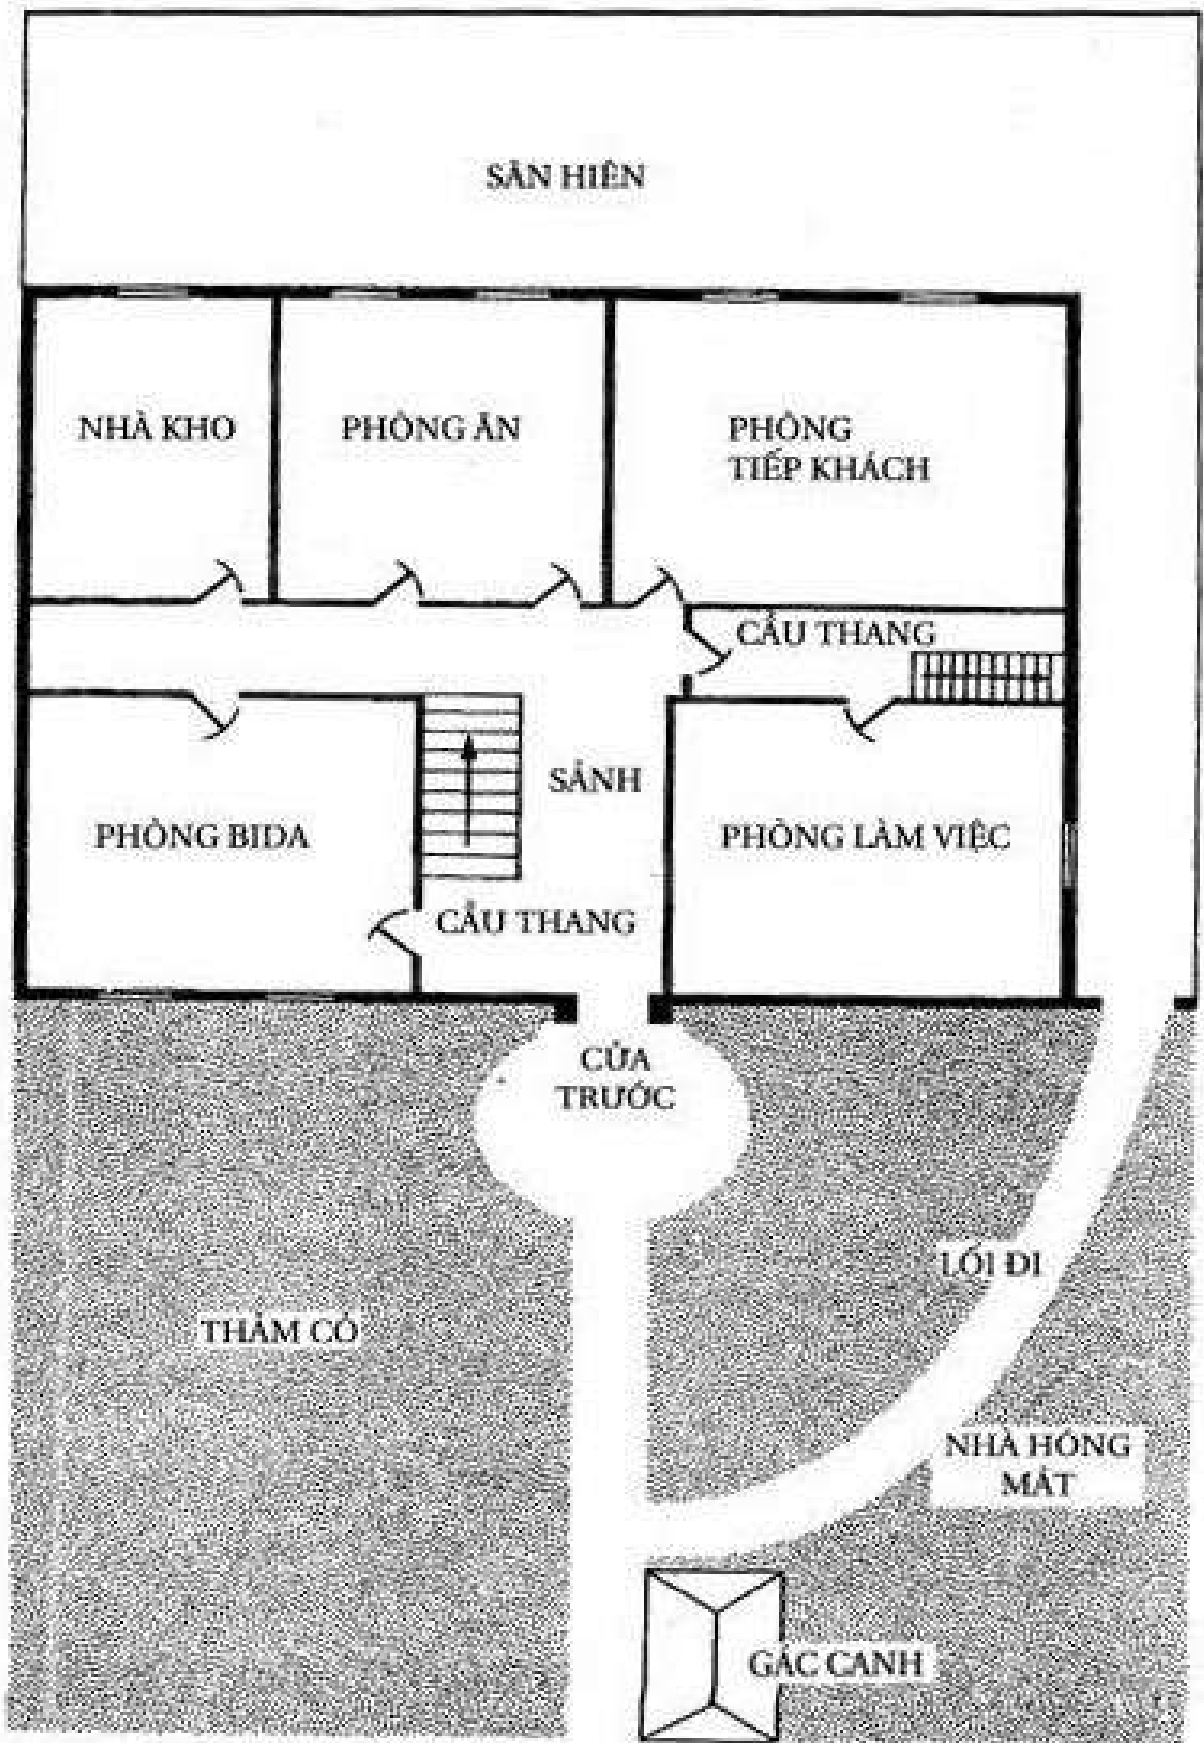 SÂN HIÊN
NHÀ KHO
PHÒNG ĂN
PHÒNG
TIẾP KHÁCH
CẦU THANG
SẢNH
PHÒNG BIDA
PHÒNG LÀM VIỆC
CẦU THANG
CỬA
TRƯỚC
LỐI ĐI
THẢM CỎ
NHÀ HÓNG
MÁT
GÁC CANH